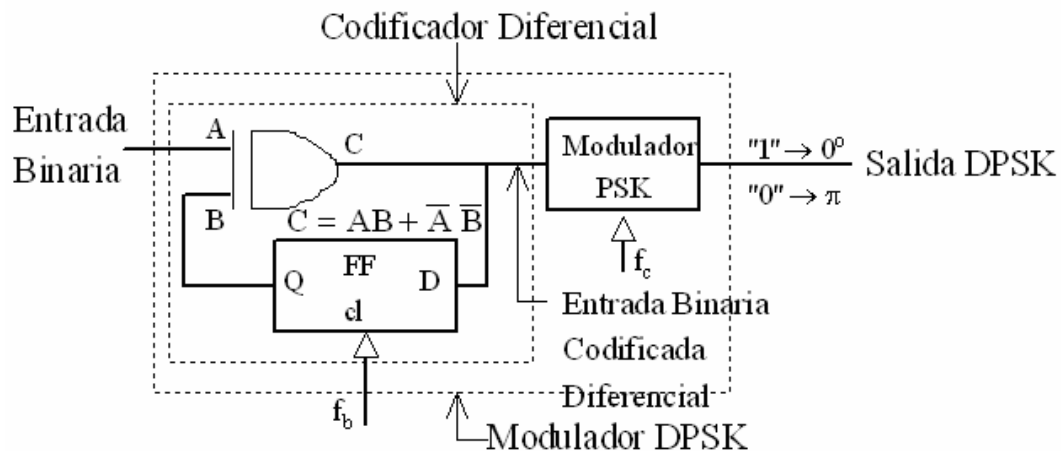 Codificador Diferencial
Entrada
Binaria
A
B
C
C = AB + A̅ B̅
Q
FF
D
cl
f_b
Modulador
PSK
f_c
"1" → 0º
"0" → π
Salida DPSK
Entrada Binaria
Codificada
Diferencial
Modulador DPSK